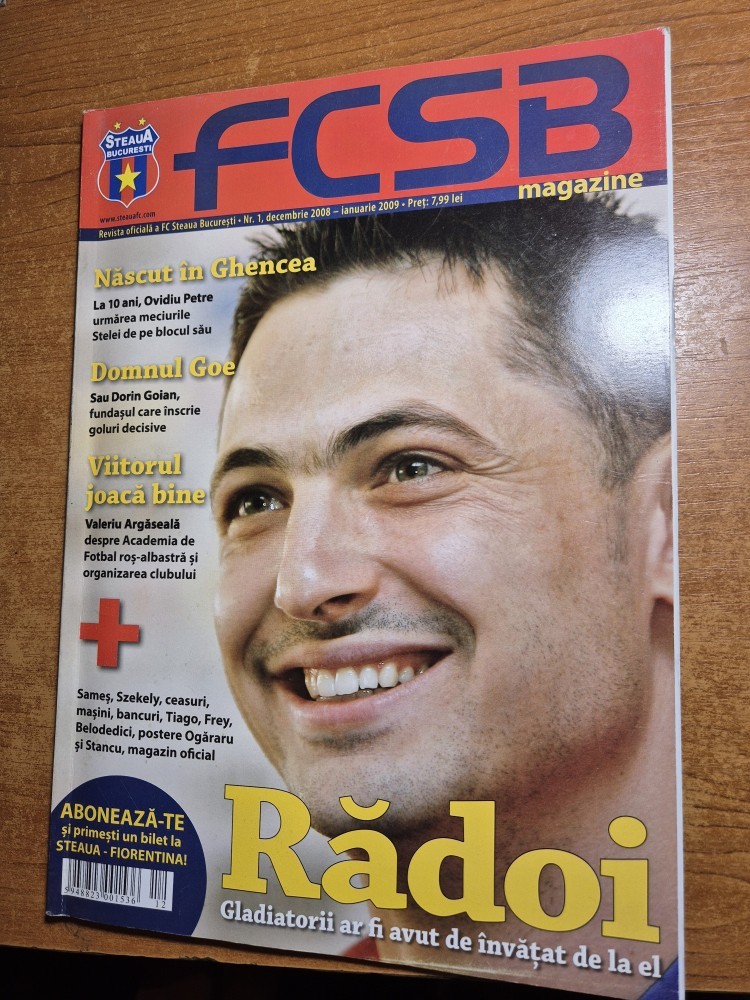 STEAUA
BUCUREȘTI
www.steauafc.com
FCSB
magazine
Revista oficială a FC Steaua București • Nr. 1, decembrie 2008 – ianuarie 2009 • Preț: 7,99 lei
Născut în Ghencea
La 10 ani, Ovidiu Petre
urmărea meciurile
Stelei de pe blocul său
Domnul Goe
Sau Dorin Goian,
fundașul care înscrie
goluri decisive
Viitorul
joacă bine
Valeriu Argăseală
despre Academia de
Fotbal roș-albastră și
organizarea clubului
Sameș, Szekely, ceasuri,
mașini, bancuri, Tiago, Frey,
Belodedici, postere Ogăraru
și Stancu, magazin oficial
ABONEAZĂ-TE
și primești un bilet la
STEAUA - FIORENTINA!
5948823001536
12
Rădoi
Gladiatorii ar fi avut de învățat de la el